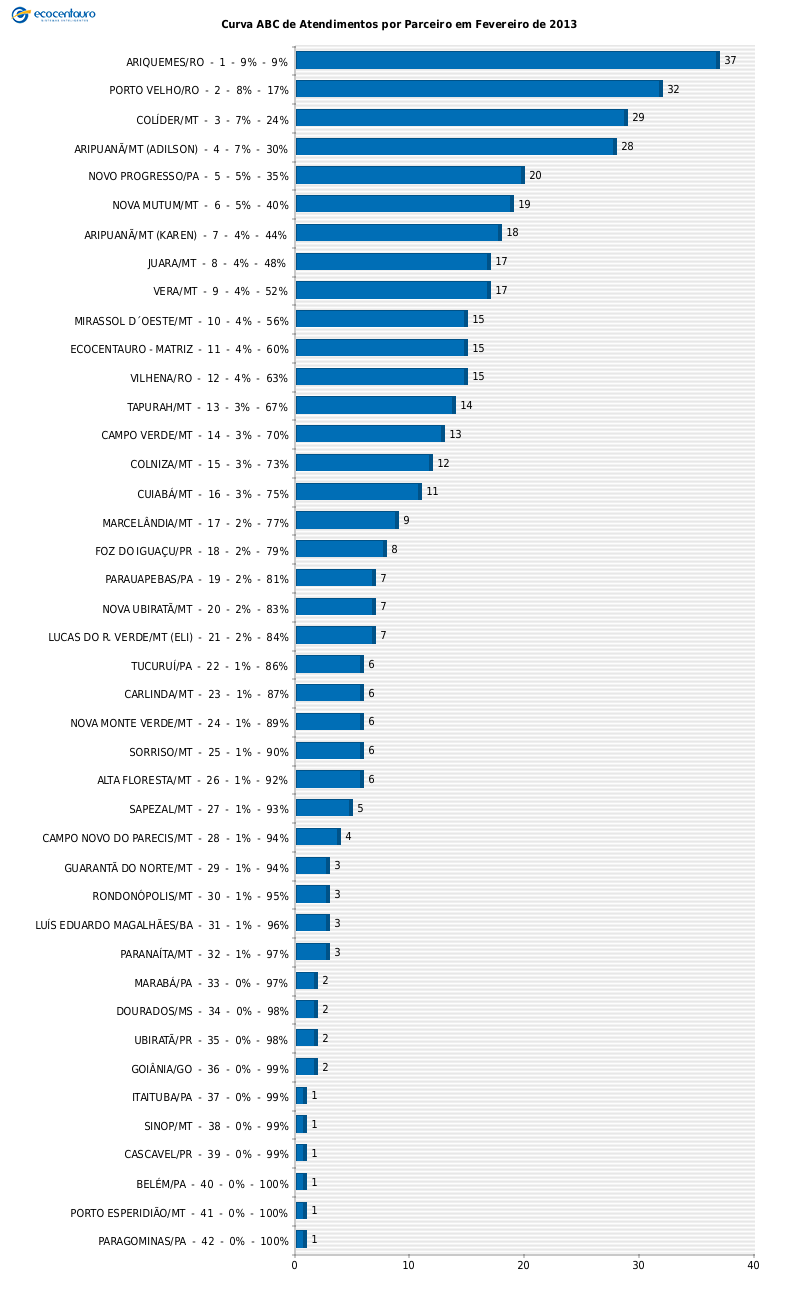 ecocentauro
Curva ABC de Atendimentos por Parceiro em Fevereiro de 2013
ARIQUEMES/RO - 1 - 9% - 9% 37
PORTO VELHO/RO - 2 - 8% - 17% 32
COLÍDER/MT - 3 - 7% - 24% 29
ARIPUANÃ/MT (ADILSON) - 4 - 7% - 30% 28
NOVO PROGRESSO/PA - 5 - 5% - 35% 20
NOVA MUTUM/MT - 6 - 5% - 40% 19
ARIPUANÃ/MT (KAREN) - 7 - 4% - 44% 18
JUARA/MT - 8 - 4% - 48% 17
VERA/MT - 9 - 4% - 52% 17
MIRASSOL D´OESTE/MT - 10 - 4% - 56% 15
ECOCENTAURO - MATRIZ - 11 - 4% - 60% 15
VILHENA/RO - 12 - 4% - 63% 15
TAPURAH/MT - 13 - 3% - 67% 14
CAMPO VERDE/MT - 14 - 3% - 70% 13
COLNIZA/MT - 15 - 3% - 73% 12
CUIABÁ/MT - 16 - 3% - 75% 11
MARCELÂNDIA/MT - 17 - 2% - 77% 9
FOZ DO IGUAÇU/PR - 18 - 2% - 79% 8
PARAUAPEBAS/PA - 19 - 2% - 81% 7
NOVA UBIRATÃ/MT - 20 - 2% - 83% 7
LUCAS DO R. VERDE/MT (ELI) - 21 - 2% - 84% 7
TUCURUÍ/PA - 22 - 1% - 86% 6
CARLINDA/MT - 23 - 1% - 87% 6
NOVA MONTE VERDE/MT - 24 - 1% - 89% 6
SORRISO/MT - 25 - 1% - 90% 6
ALTA FLORESTA/MT - 26 - 1% - 92% 6
SAPEZAL/MT - 27 - 1% - 93% 5
CAMPO NOVO DO PARECIS/MT - 28 - 1% - 94% 4
GUARANTÃ DO NORTE/MT - 29 - 1% - 94% 3
RONDONÓPOLIS/MT - 30 - 1% - 95% 3
LUÍS EDUARDO MAGALHÃES/BA - 31 - 1% - 96% 3
PARANAÍTA/MT - 32 - 1% - 97% 3
MARABÁ/PA - 33 - 0% - 97% 2
DOURADOS/MS - 34 - 0% - 98% 2
UBIRATÃ/PR - 35 - 0% - 98% 2
GOIÂNIA/GO - 36 - 0% - 99% 2
ITAITUBA/PA - 37 - 0% - 99% 1
SINOP/MT - 38 - 0% - 99% 1
CASCAVEL/PR - 39 - 0% - 99% 1
BELÉM/PA - 40 - 0% - 100% 1
PORTO ESPERIDIÃO/MT - 41 - 0% - 100% 1
PARAGOMINAS/PA - 42 - 0% - 100% 1
0 10 20 30 40